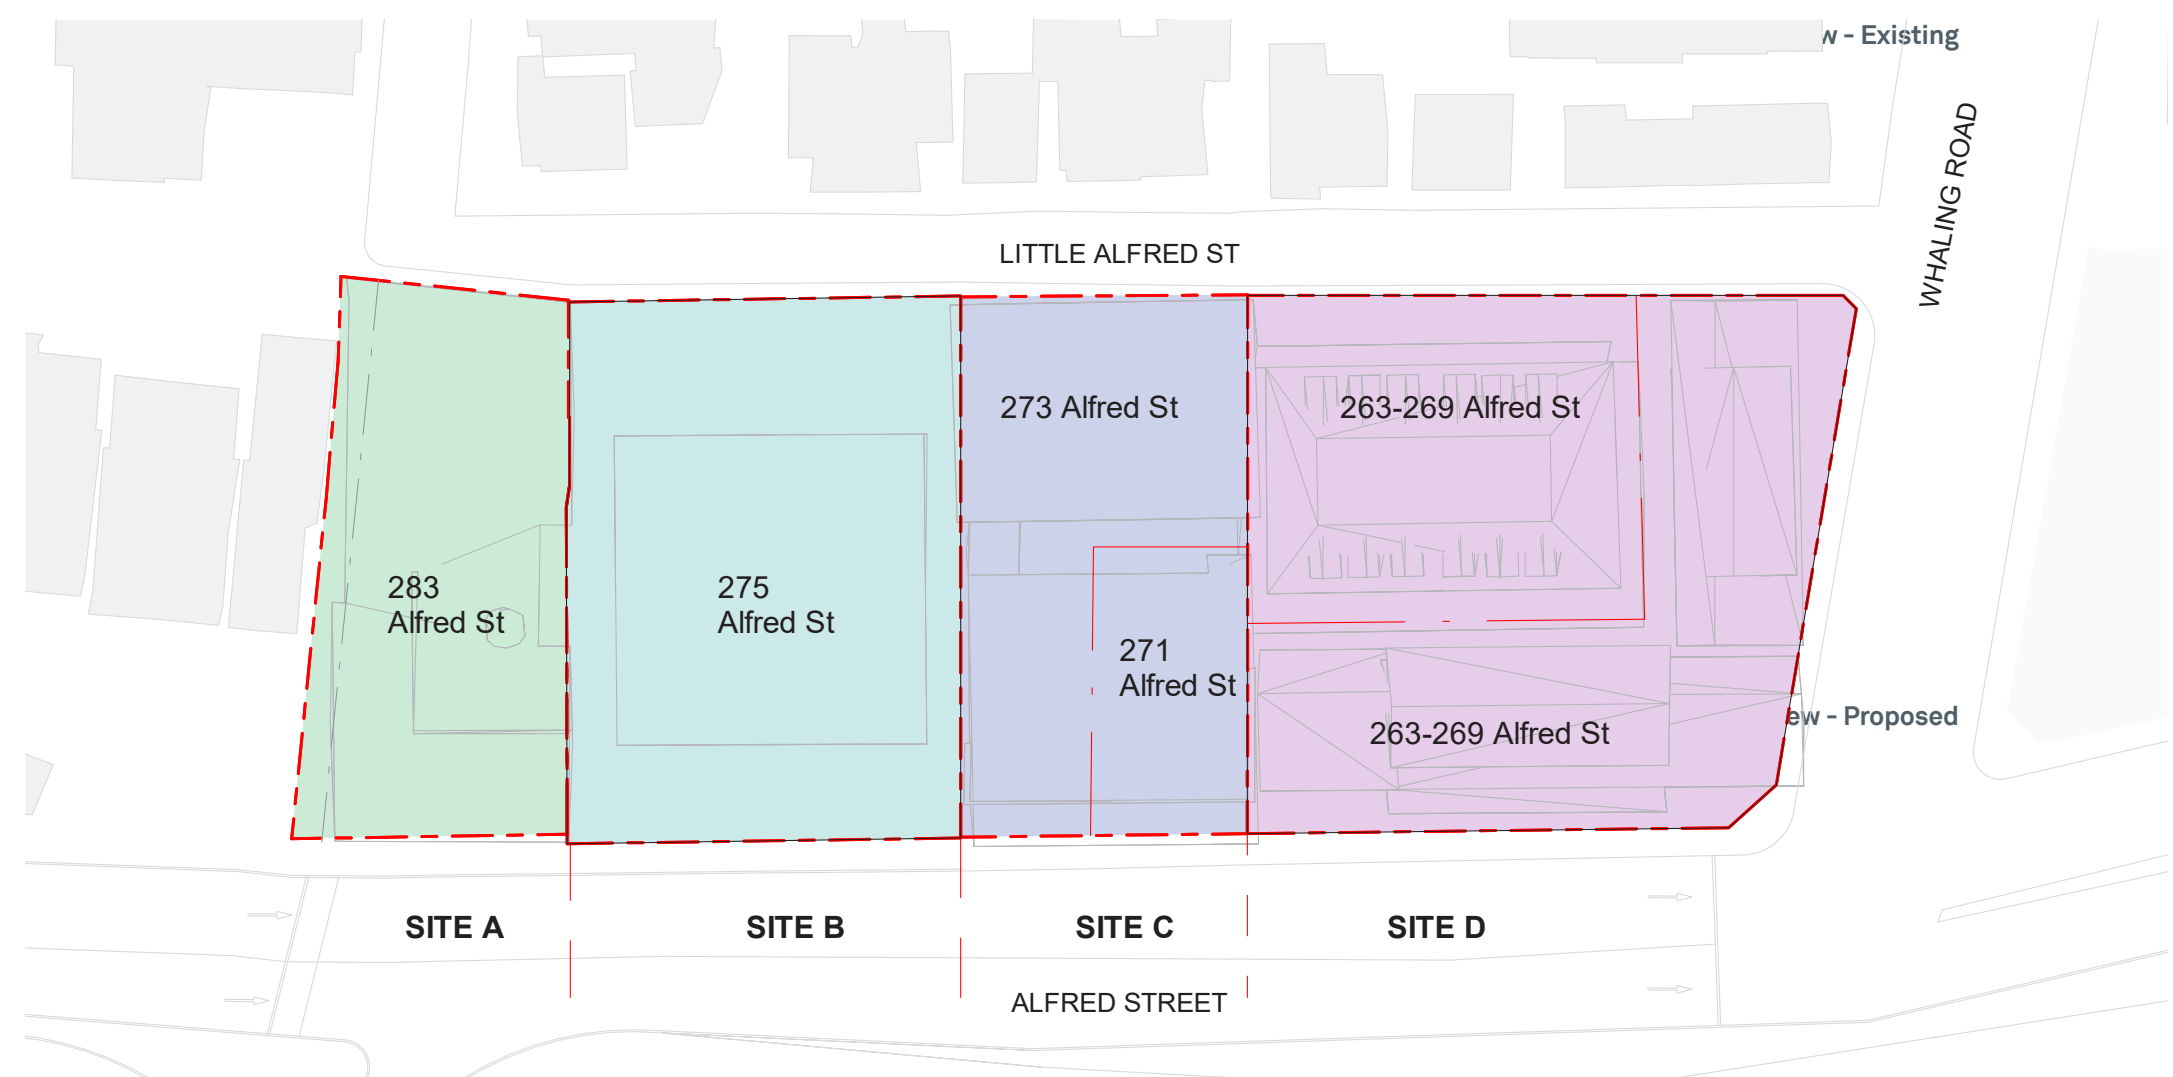 - Existing
WHALING ROAD
LITTLE ALFRED ST
273 Alfred St
263-269 Alfred St
283
Alfred St
275
Alfred St
271
Alfred St
263-269 Alfred St
- Proposed
SITE A
SITE B
SITE C
SITE D
ALFRED STREET